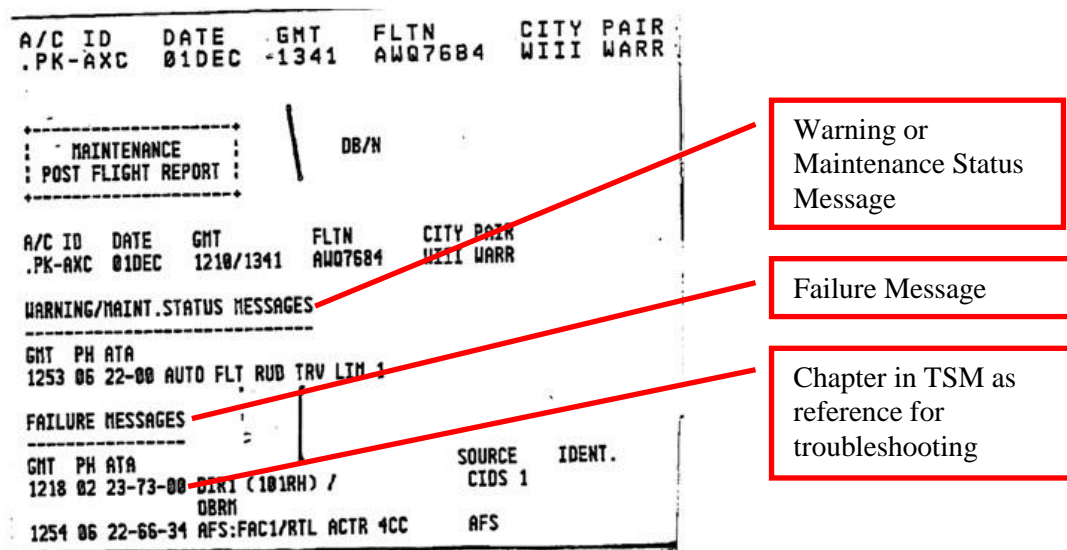 A/C ID DATE GMT FLTN CITY PAIR
.PK-AXC 01DEC 1341 AWQ7684 WIII WARR
MAINTENANCE
POST FLIGHT REPORT
DB/N
A/C ID DATE GMT FLTN CITY PAIR
.PK-AXC 01DEC 1210/1341 AWQ7684 WIII WARR
WARNING/MAINT.STATUS MESSAGES
GMT PH ATA
1253 06 22-00 AUTO FLT RUD TRV LIM 1
FAILURE MESSAGES
GMT PH ATA SOURCE IDENT.
1218 02 23-73-00 DIR1 (101RH) / CIDS 1
DBRM
1254 06 22-66-34 AFS:FAC1/RTL ACTR 4CC AFS
Warning or
Maintenance Status
Message
Failure Message
Chapter in TSM as
reference for
troubleshooting